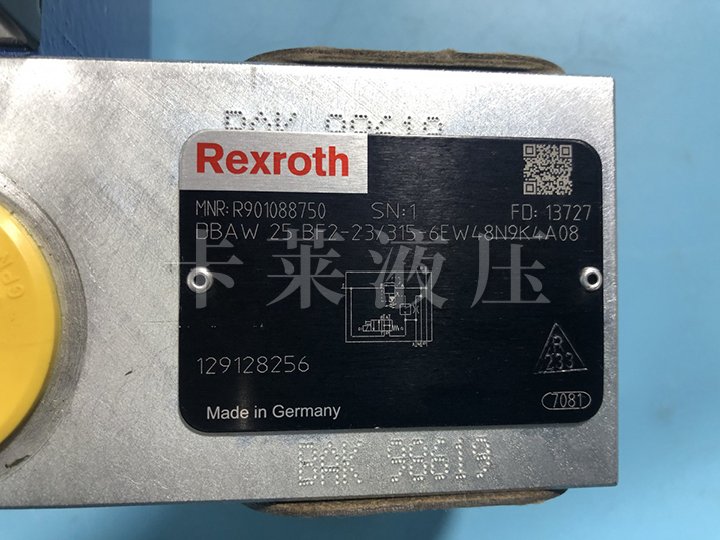 BAK 98619
Rexroth
MNR: R901088750 SN: 1 FD: 13727
DBAW 25 BF2-23/315-6EW48N9K4A08
卡莱液压
129128256
R
233
7081
Made in Germany
BAK 98619